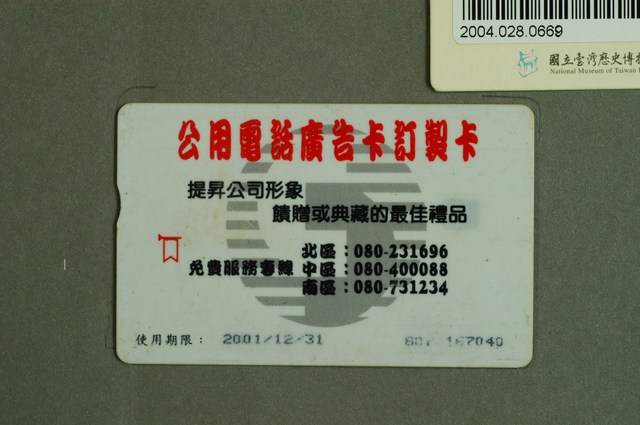 2004.028.0669
國立臺灣歷史博
National Museum of Taiwan
公用電話廣告卡訂製卡
提昇公司形象
饋贈或典藏的最佳禮品
北區：080-231696
免費服務專線 中區：080-400088
南區：080-731234
使用期限： 2001/12/31